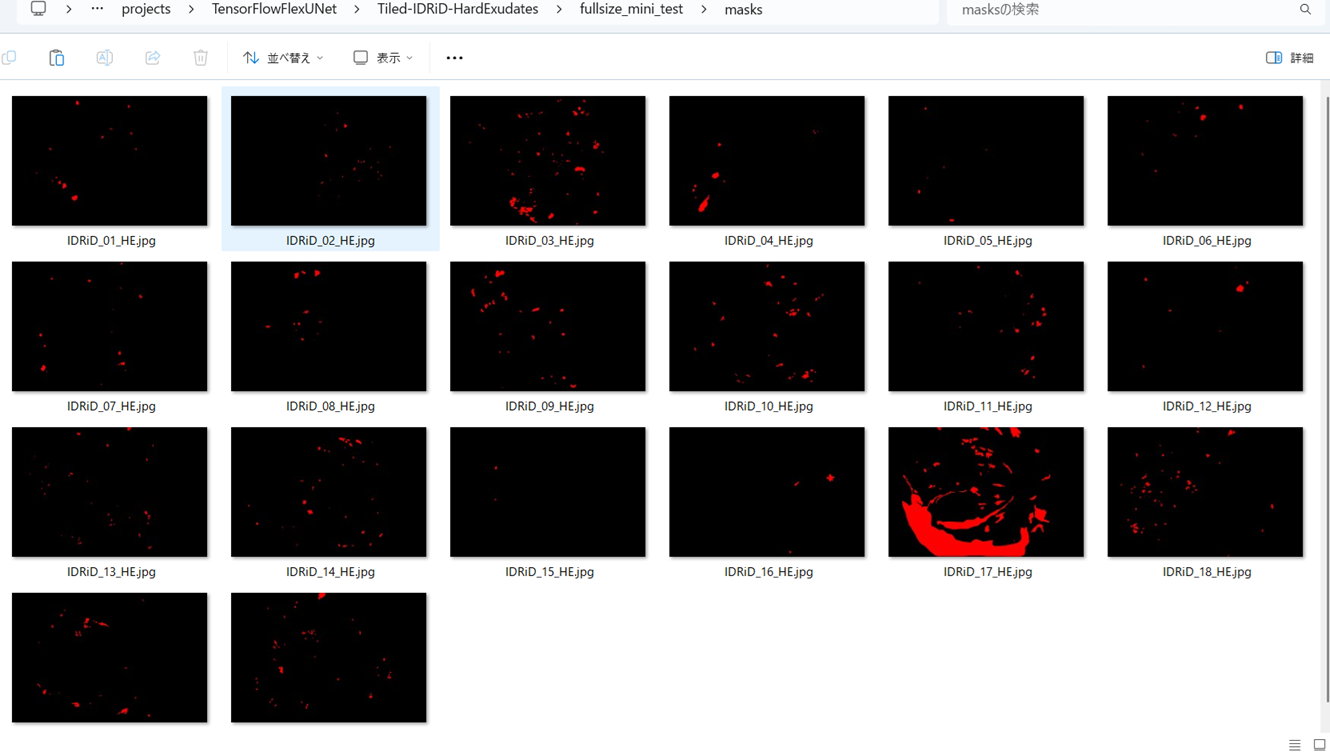 projects > TensorFlowFlexUNet > Tiled-IDRiD-HardExudates > fullsize_mini_test > masks
masksの検索
並べ替え
表示
詳細
IDRiD_01_HE.jpg
IDRiD_02_HE.jpg
IDRiD_03_HE.jpg
IDRiD_04_HE.jpg
IDRiD_05_HE.jpg
IDRiD_06_HE.jpg
IDRiD_07_HE.jpg
IDRiD_08_HE.jpg
IDRiD_09_HE.jpg
IDRiD_10_HE.jpg
IDRiD_11_HE.jpg
IDRiD_12_HE.jpg
IDRiD_13_HE.jpg
IDRiD_14_HE.jpg
IDRiD_15_HE.jpg
IDRiD_16_HE.jpg
IDRiD_17_HE.jpg
IDRiD_18_HE.jpg